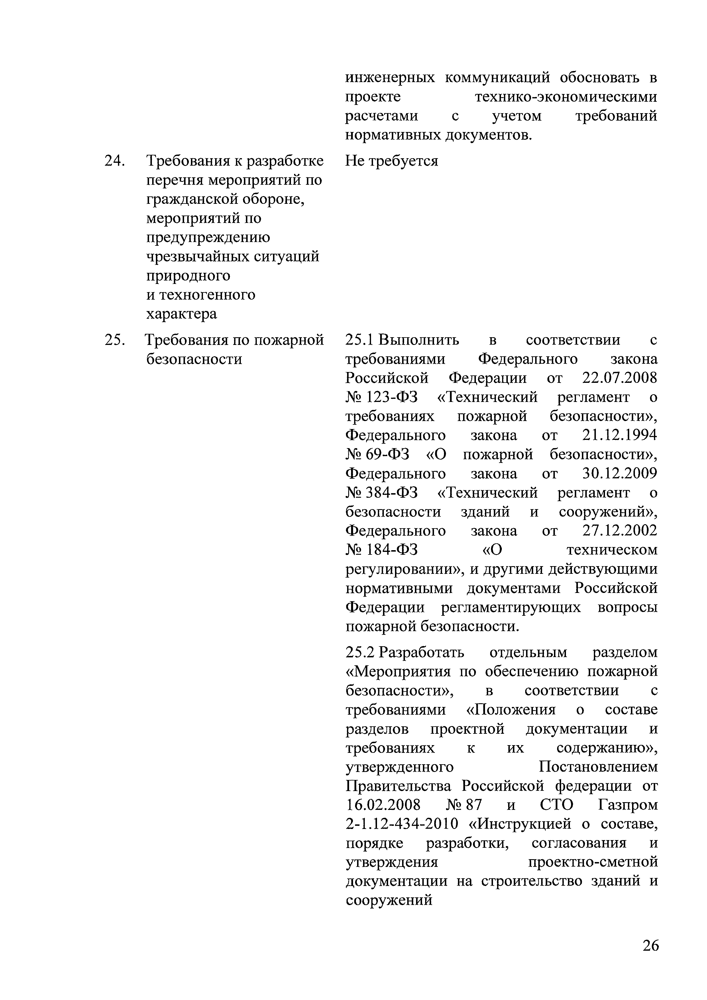 инженерных коммуникаций обосновать в
проекте технико-экономическими
расчетами с учетом требований
нормативных документов.
24. Требования к разработке
перечня мероприятий по
гражданской обороне,
мероприятий по
предупреждению
чрезвычайных ситуаций
природного
и техногенного
характера
Не требуется
25. Требования по пожарной
безопасности
25.1 Выполнить в соответствии с
требованиями Федерального закона
Российской Федерации от 22.07.2008
№ 123-ФЗ «Технический регламент о
требованиях пожарной безопасности»,
Федерального закона от 21.12.1994
№ 69-ФЗ «О пожарной безопасности»,
Федерального закона от 30.12.2009
№ 384-ФЗ «Технический регламент о
безопасности зданий и сооружений»,
Федерального закона от 27.12.2002
№ 184-ФЗ «О техническом
регулировании», и другими действующими
нормативными документами Российской
Федерации регламентирующих вопросы
пожарной безопасности.
25.2 Разработать отдельным разделом
«Мероприятия по обеспечению пожарной
безопасности», в соответствии с
требованиями «Положения о составе
разделов проектной документации и
требованиях к их содержанию»,
утвержденного Постановлением
Правительства Российской федерации от
16.02.2008 № 87 и СТО Газпром
2-1.12-434-2010 «Инструкцией о составе,
порядке разработки, согласования и
утверждения проектно-сметной
документации на строительство зданий и
сооружений
26